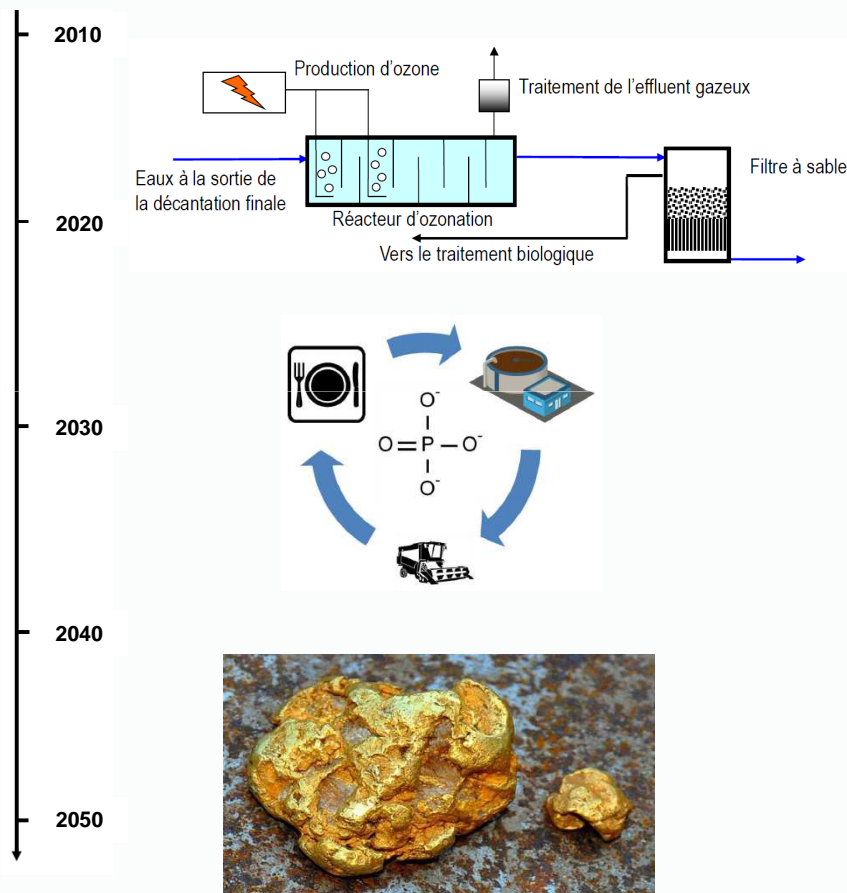 2010
Production d'ozone
Traitement de l'effluent gazeux
Eaux à la sortie de
la décantation finale
Filtre à sable
Réacteur d'ozonation
2020
Vers le traitement biologique
O⁻
O=P–O⁻
O⁻
2030
2040
2050